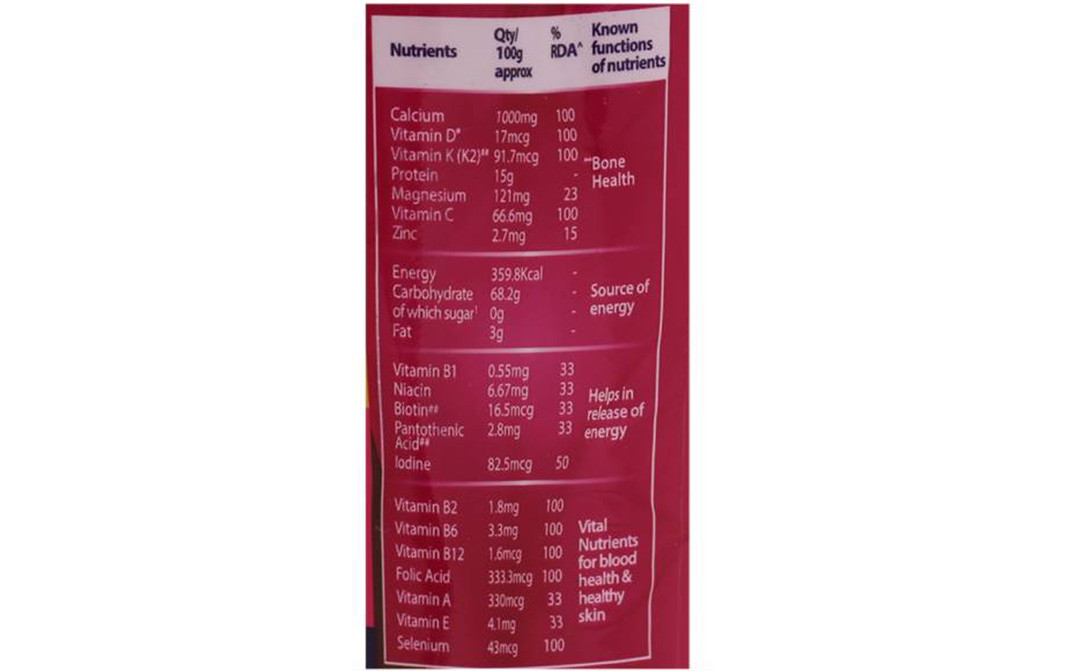 Nutrients Qty/ 100g approx % RDA^ Known functions of nutrients
Calcium 1000mg 100
Vitamin D* 17mcg 100
Vitamin K (K2)## 91.7mcg 100
Protein 15g -
Magnesium 121mg 23
Vitamin C 66.6mg 100
Zinc 2.7mg 15
Bone Health
Energy 359.8Kcal -
Carbohydrate 68.2g -
of which sugar 0g -
Fat 3g -
Source of energy
Vitamin B1 0.55mg 33
Niacin 6.67mg 33
Biotin## 16.5mcg 33
Pantothenic Acid## 2.8mg 33
Iodine 82.5mcg 50
Helps in release of energy
Vitamin B2 1.8mg 100
Vitamin B6 3.3mg 100
Vitamin B12 1.6mcg 100
Folic Acid 333.3mcg 100
Vitamin A 330mcg 33
Vitamin E 4.1mg 33
Selenium 43mcg 100
Vital Nutrients for blood health & healthy skin